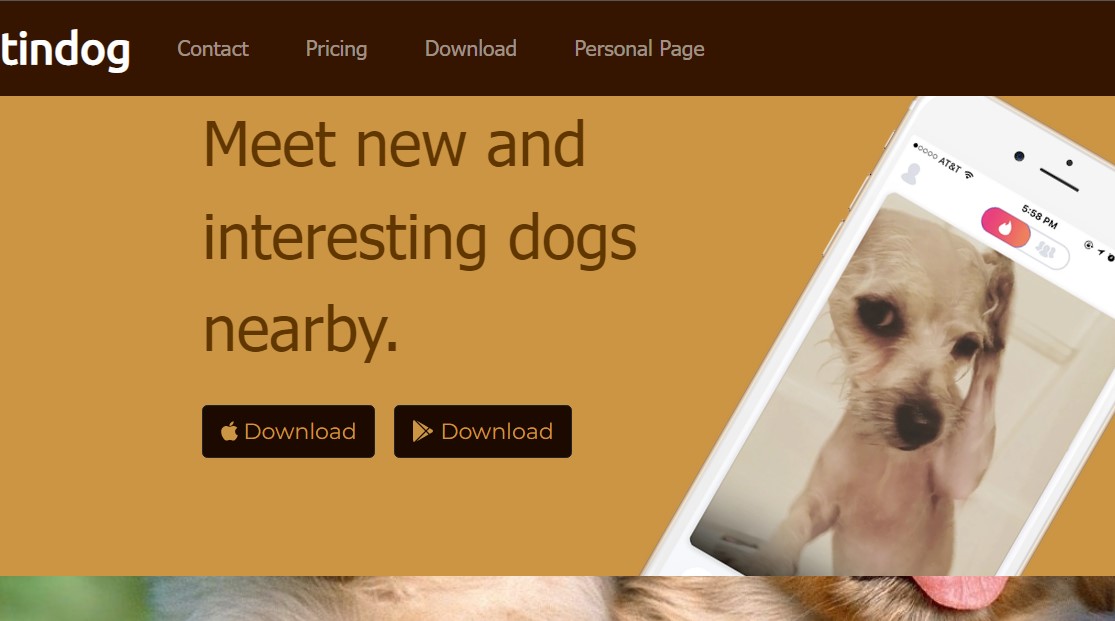 tindog
Contact
Pricing
Download
Personal Page
Meet new and
interesting dogs
nearby.
Download
Download
AT&T
5:58 PM